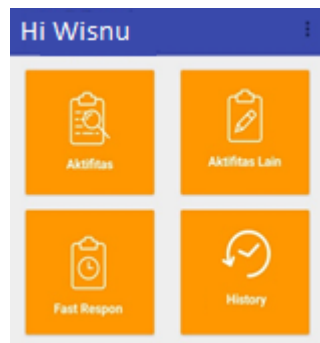 Hi Wisnu
Aktifitas
Aktifitas Lain
Fast Respon
History